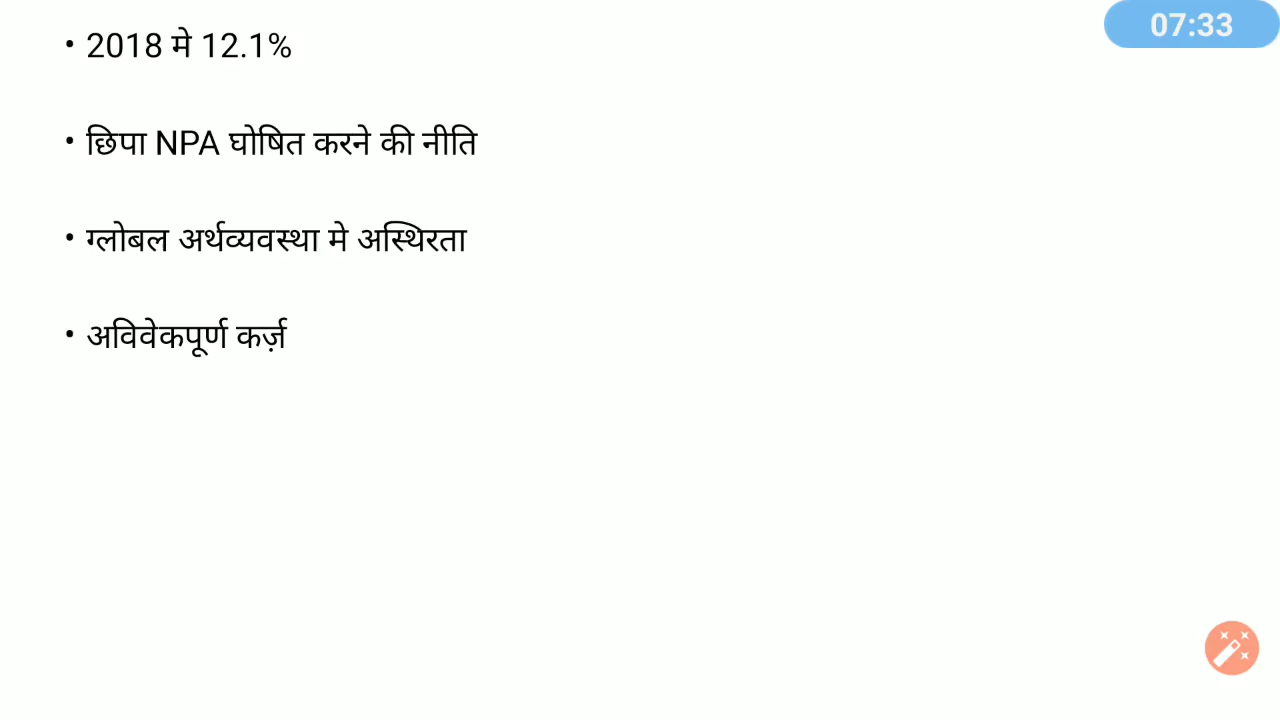 07:33
• 2018 मे 12.1%
• छिपा NPA घोषित करने की नीति
• ग्लोबल अर्थव्यवस्था मे अस्थिरता
• अविवेकपूर्ण कर्ज़